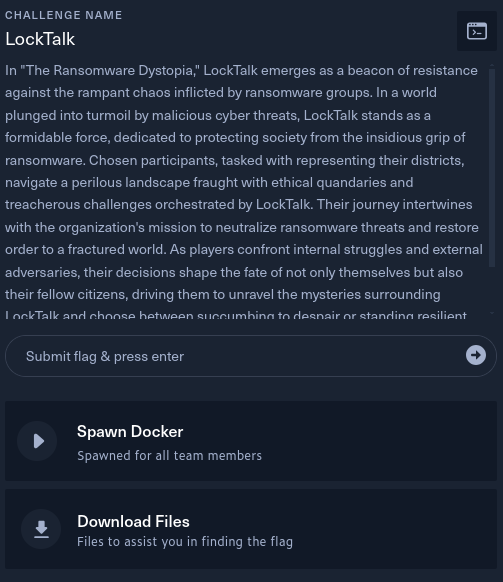 CHALLENGE NAME
LockTalk
In "The Ransomware Dystopia," LockTalk emerges as a beacon of resistance
against the rampant chaos inflicted by ransomware groups. In a world
plunged into turmoil by malicious cyber threats, LockTalk stands as a
formidable force, dedicated to protecting society from the insidious grip of
ransomware. Chosen participants, tasked with representing their districts,
navigate a perilous landscape fraught with ethical quandaries and
treacherous challenges orchestrated by LockTalk. Their journey intertwines
with the organization's mission to neutralize ransomware threats and restore
order to a fractured world. As players confront internal struggles and external
adversaries, their decisions shape the fate of not only themselves but also
their fellow citizens, driving them to unravel the mysteries surrounding
LockTalk and choose between succumbing to despair or standing resilient
Submit flag & press enter
Spawn Docker
Spawned for all team members
Download Files
Files to assist you in finding the flag